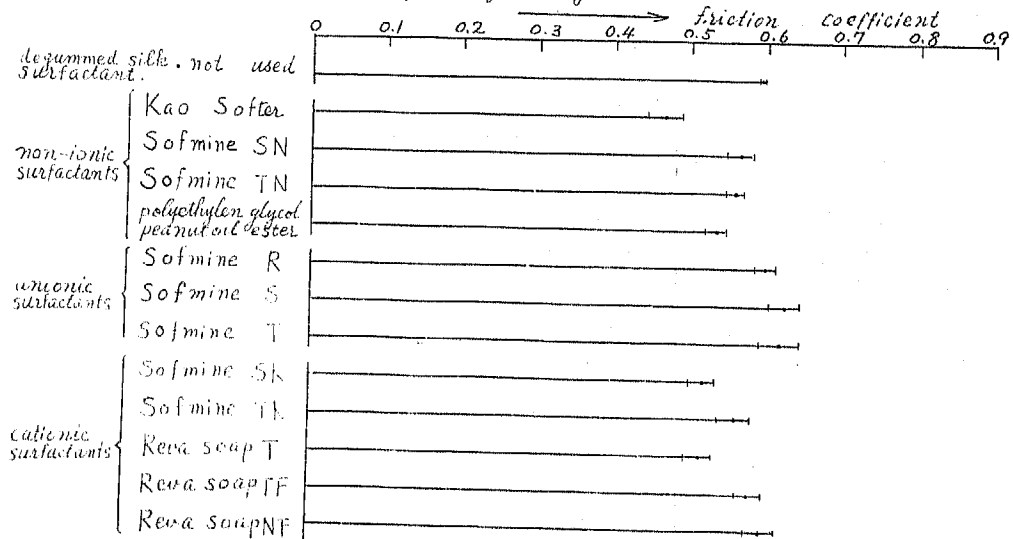 friction coefficient
0 0.1 0.2 0.3 0.4 0.5 0.6 0.7 0.8 0.9
degummed silk. not used
surfactant.
Kao Softer
Sofmine SN
non-ionic
surfactants
Sofmine TN
polyethylen glycol
peanut oil ester
Sofmine R
anionic
surfactants
Sofmine S
Sofmine T
Sofmine SK
Sofmine TK
cationic
surfactants
Reva soap T
Reva soap TF
Reva soap NF